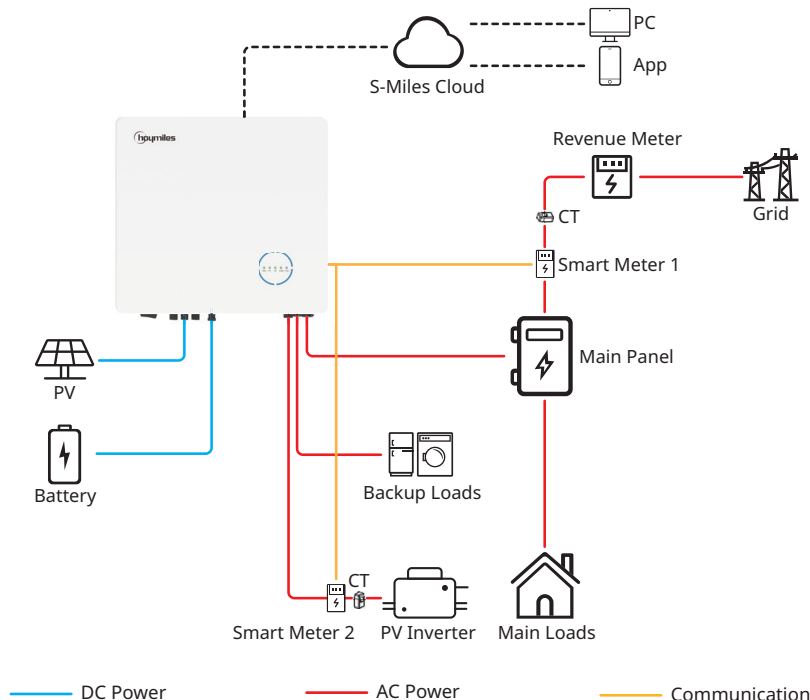 PC
S-Miles Cloud
App
hoymiles
Revenue Meter
Grid
CT
Smart Meter 1
Main Panel
PV
Battery
Backup Loads
CT
Smart Meter 2
PV Inverter
Main Loads
DC Power
AC Power
Communication